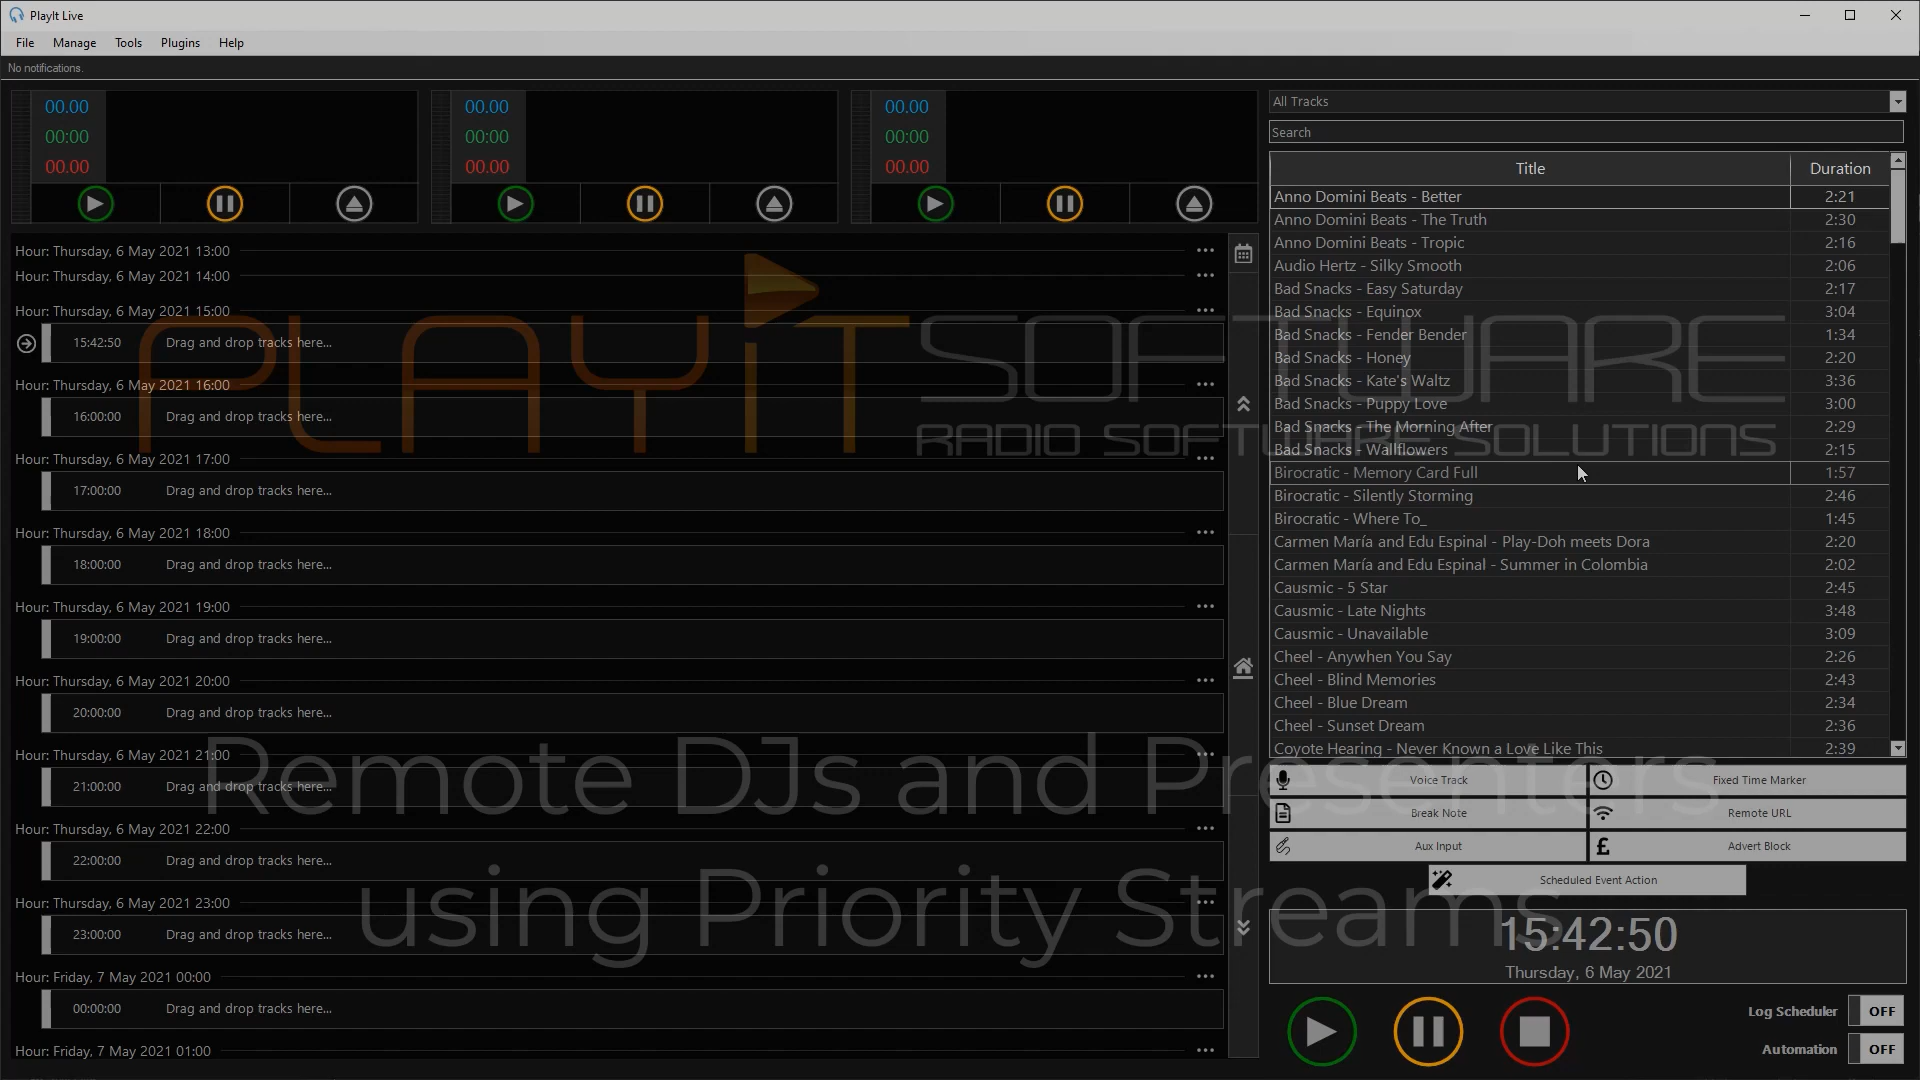 PlayIt Live
File Manage Tools Plugins Help
No notifications.
00.00
00:00
00.00
00.00
00:00
00.00
00.00
00:00
00.00
Hour: Thursday, 6 May 2021 13:00
Hour: Thursday, 6 May 2021 14:00
Hour: Thursday, 6 May 2021 15:00
15:42:50 Drag and drop tracks here...
Hour: Thursday, 6 May 2021 16:00
16:00:00 Drag and drop tracks here...
Hour: Thursday, 6 May 2021 17:00
17:00:00 Drag and drop tracks here...
Hour: Thursday, 6 May 2021 18:00
18:00:00 Drag and drop tracks here...
Hour: Thursday, 6 May 2021 19:00
19:00:00 Drag and drop tracks here...
Hour: Thursday, 6 May 2021 20:00
20:00:00 Drag and drop tracks here...
Hour: Thursday, 6 May 2021 21:00
21:00:00 Drag and drop tracks here...
Hour: Thursday, 6 May 2021 22:00
22:00:00 Drag and drop tracks here...
Hour: Thursday, 6 May 2021 23:00
23:00:00 Drag and drop tracks here...
Hour: Friday, 7 May 2021 00:00
00:00:00 Drag and drop tracks here...
Hour: Friday, 7 May 2021 01:00
PLAYIT SOFTWARE
RADIO SOFTWARE SOLUTIONS
Remote DJs and Presenters
using Priority Streams
All Tracks
Search
Title Duration
Anno Domini Beats - Better 2:21
Anno Domini Beats - The Truth 2:30
Anno Domini Beats - Tropic 2:16
Audio Hertz - Silky Smooth 2:06
Bad Snacks - Easy Saturday 2:17
Bad Snacks - Equinox 3:04
Bad Snacks - Fender Bender 1:34
Bad Snacks - Honey 2:20
Bad Snacks - Kate's Waltz 3:36
Bad Snacks - Puppy Love 3:00
Bad Snacks - The Morning After 2:29
Bad Snacks - Wallflowers 2:15
Birocratic - Memory Card Full 1:57
Birocratic - Silently Storming 2:46
Birocratic - Where To_ 1:45
Carmen María and Edu Espinal - Play-Doh meets Dora 2:20
Carmen María and Edu Espinal - Summer in Colombia 2:02
Causmic - 5 Star 2:45
Causmic - Late Nights 3:48
Causmic - Unavailable 3:09
Cheel - Anywhen You Say 2:26
Cheel - Blind Memories 2:43
Cheel - Blue Dream 2:34
Cheel - Sunset Dream 2:36
Coyote Hearing - Never Known a Love Like This 2:39
Voice Track Fixed Time Marker
Break Note Remote URL
Aux Input £ Advert Block
Scheduled Event Action
15:42:50
Thursday, 6 May 2021
Log Scheduler OFF
Automation OFF